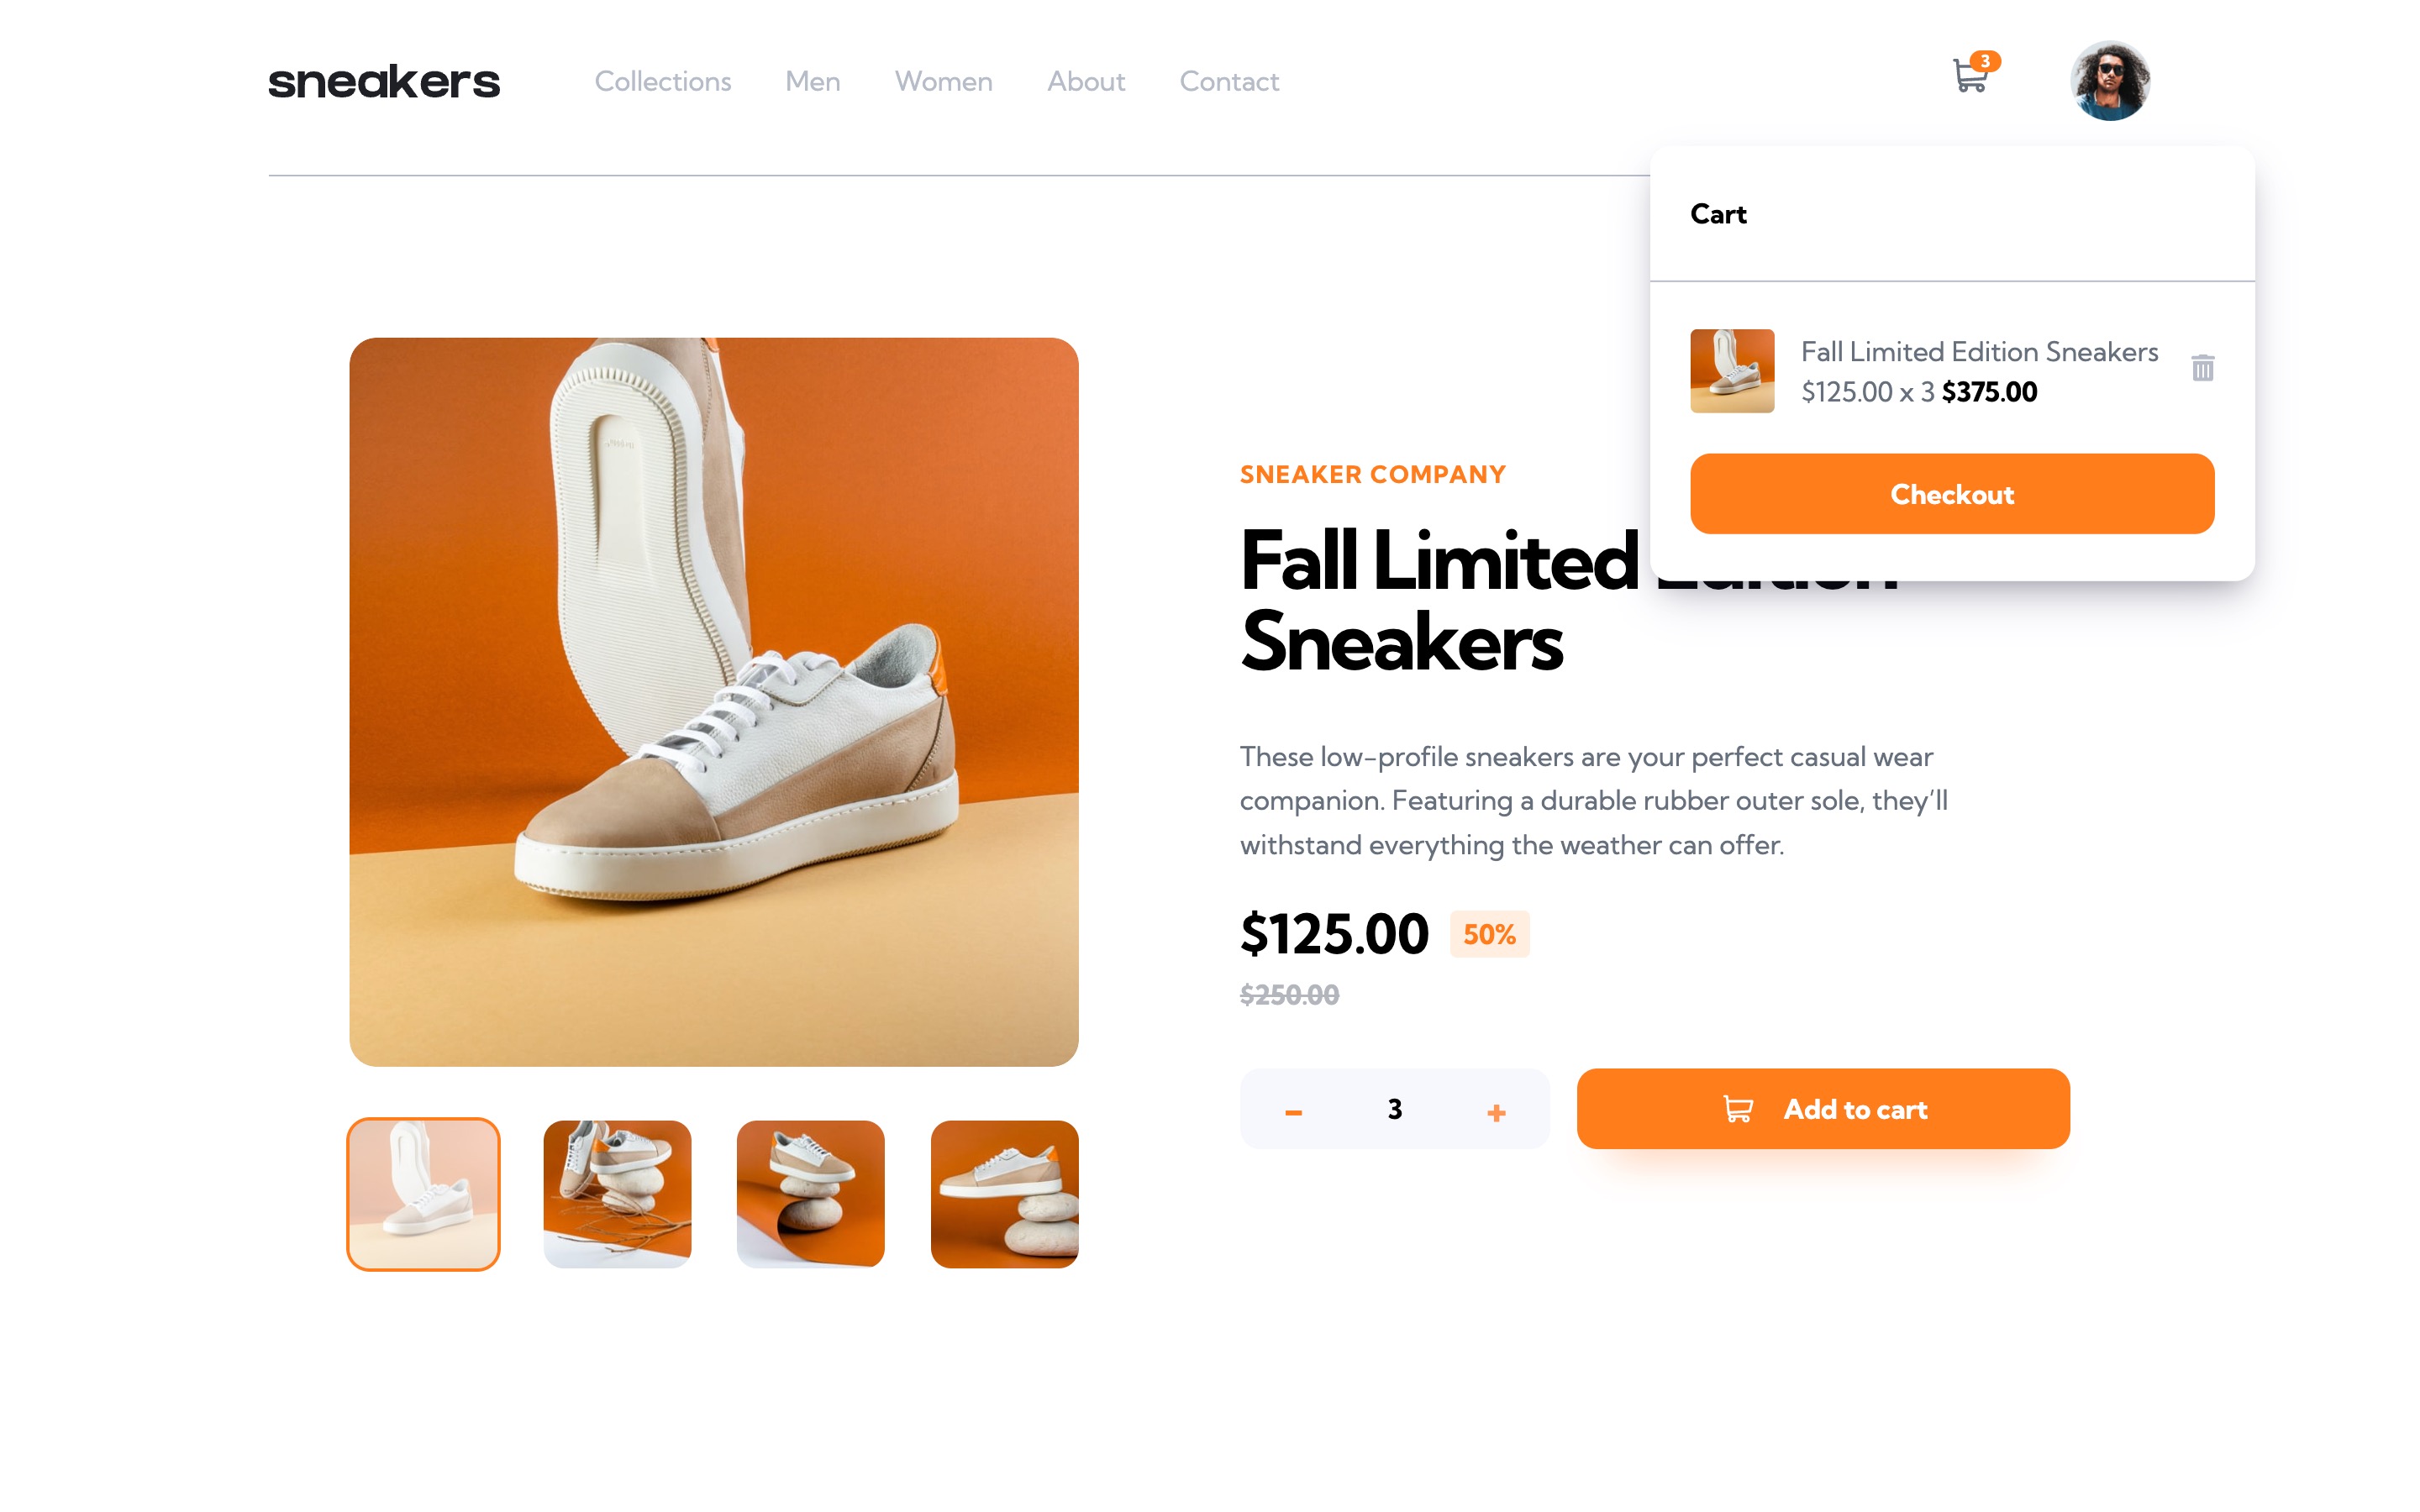 sneakers
Collections
Men
Women
About
Contact
3
Cart
Fall Limited Edition Sneakers
$125.00 x 3 $375.00
Checkout
SNEAKER COMPANY
Fall Limited Edition
Sneakers
These low-profile sneakers are your perfect casual wear
companion. Featuring a durable rubber outer sole, they’ll
withstand everything the weather can offer.
$125.00 50%
$250.00
– 3 +
Add to cart